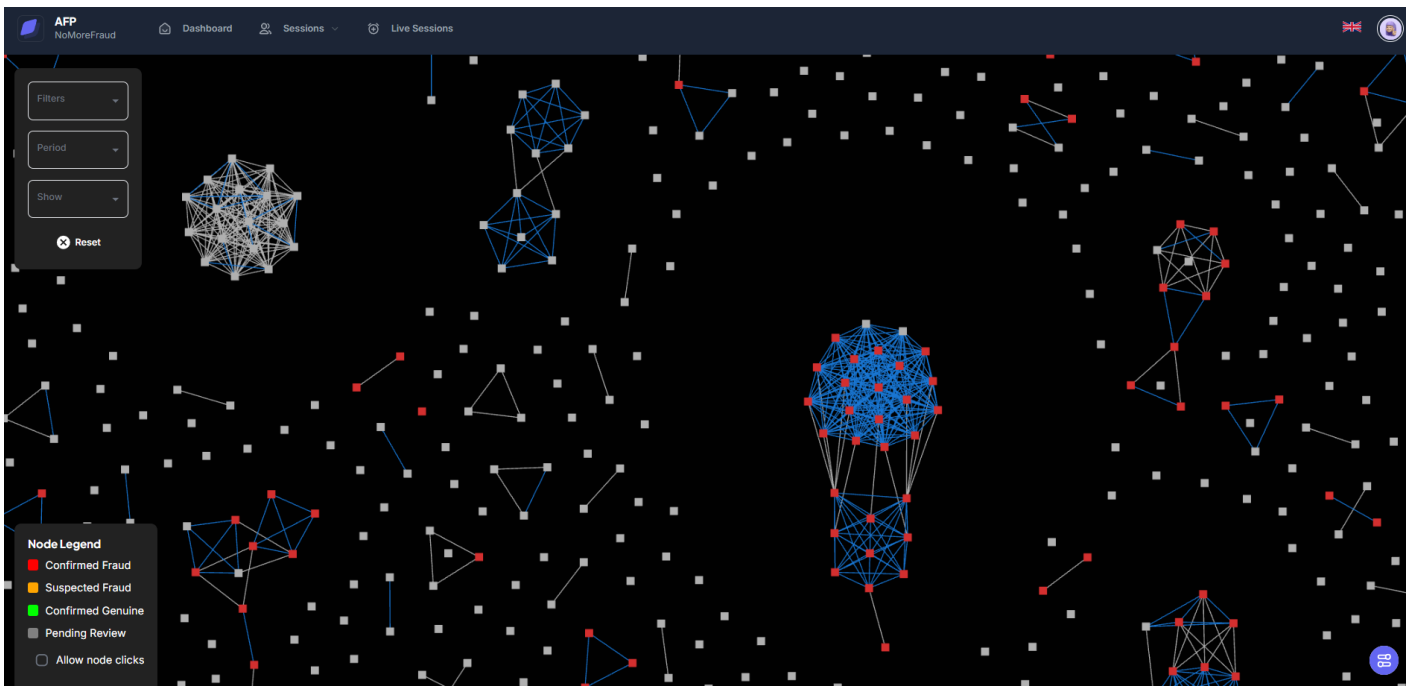 AFP
NoMoreFraud
Dashboard
Sessions
Live Sessions
Filters
Period
Show
Reset
Node Legend
Confirmed Fraud
Suspected Fraud
Confirmed Genuine
Pending Review
Allow node clicks